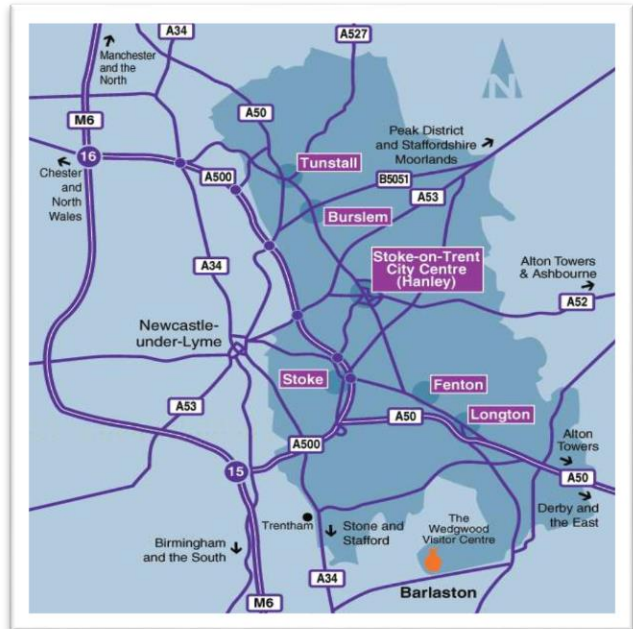 A34
A527
Manchester
and the
North
N
M6
A50
Peak District
and Staffordshire
Moorlands
16
Tunstall
A500
B5051
Chester
and
North
Wales
A53
Burslem
Stoke-on-Trent
City Centre
(Hanley)
Alton Towers
& Ashbourne
A34
A52
Newcastle-
under-Lyme
Stoke
Fenton
A53
A50
Longton
A500
Alton
Towers
15
A50
Derby and
the East
Trentham
Stone and
Stafford
The
Wedgwood
Visitor Centre
Birmingham
and the South
A34
Barlaston
M6